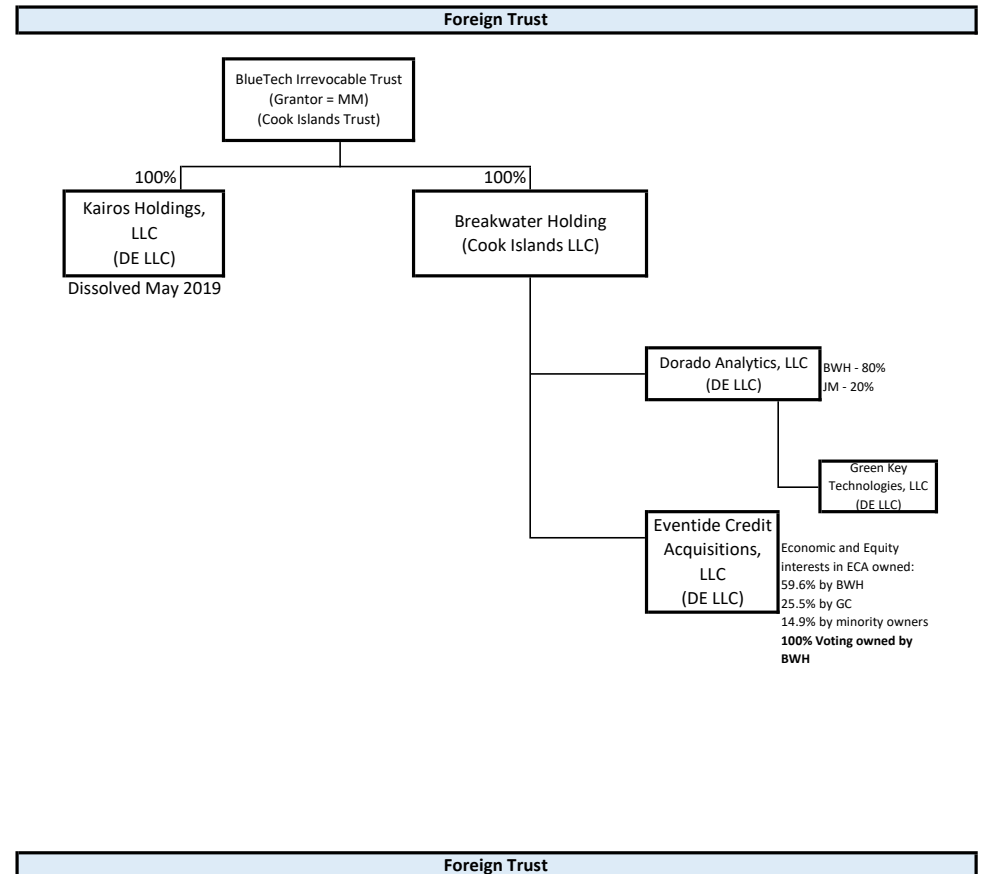 Foreign Trust
BlueTech Irrevocable Trust
(Grantor = MM)
(Cook Islands Trust)
100%
100%
Kairos Holdings,
LLC
(DE LLC)
Dissolved May 2019
Breakwater Holding
(Cook Islands LLC)
Dorado Analytics, LLC
(DE LLC)
BWH - 80%
JM - 20%
Green Key
Technologies, LLC
(DE LLC)
Eventide Credit
Acquisitions,
LLC
(DE LLC)
Economic and Equity
interests in ECA owned:
59.6% by BWH
25.5% by GC
14.9% by minority owners
100% Voting owned by
BWH
Foreign Trust